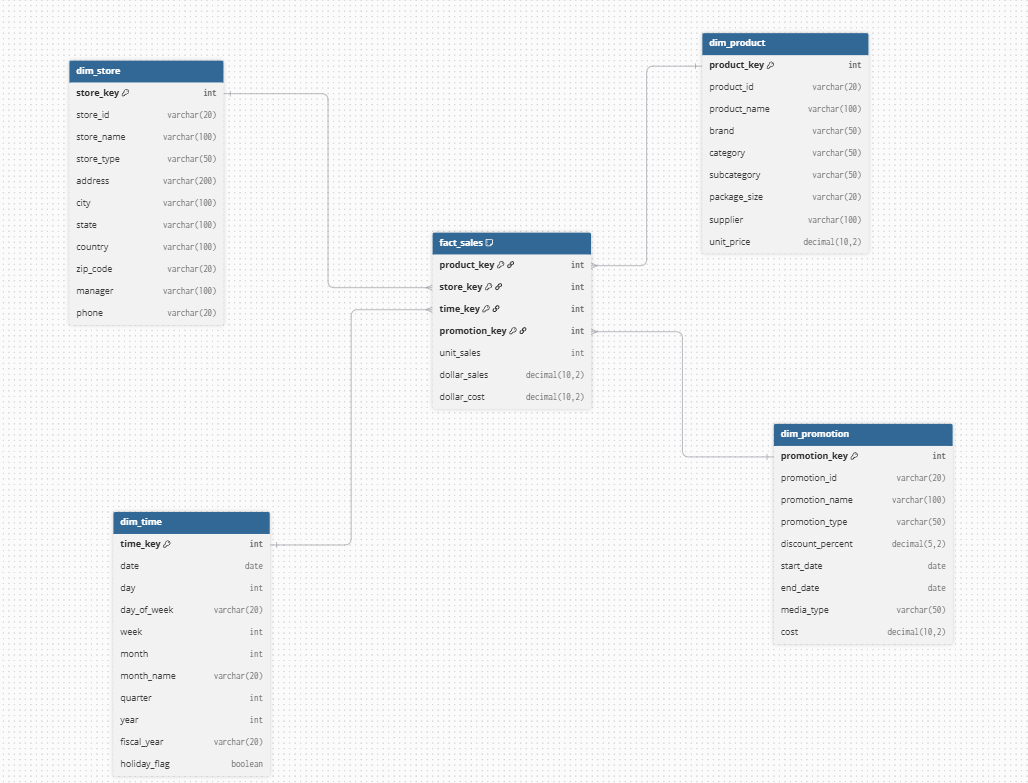 dim_store
store_key int
store_id varchar(20)
store_name varchar(100)
store_type varchar(50)
address varchar(200)
city varchar(100)
state varchar(100)
country varchar(100)
zip_code varchar(20)
manager varchar(100)
phone varchar(20)
dim_product
product_key int
product_id varchar(20)
product_name varchar(100)
brand varchar(50)
category varchar(50)
subcategory varchar(50)
package_size varchar(20)
supplier varchar(100)
unit_price decimal(10,2)
fact_sales
product_key int
store_key int
time_key int
promotion_key int
unit_sales int
dollar_sales decimal(10,2)
dollar_cost decimal(10,2)
dim_promotion
promotion_key int
promotion_id varchar(20)
promotion_name varchar(100)
promotion_type varchar(50)
discount_percent decimal(5,2)
start_date date
end_date date
media_type varchar(50)
cost decimal(10,2)
dim_time
time_key int
date date
day int
day_of_week varchar(20)
week int
month int
month_name varchar(20)
quarter int
year int
fiscal_year varchar(20)
holiday_flag boolean